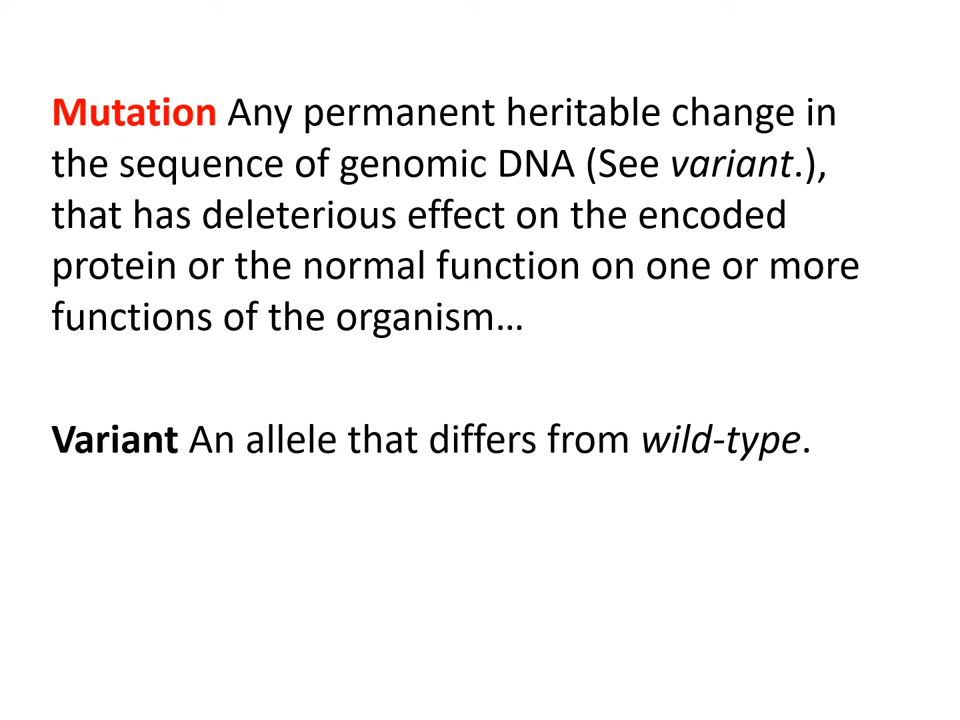 Mutation Any permanent heritable change in
the sequence of genomic DNA (See variant.),
that has deleterious effect on the encoded
protein or the normal function on one or more
functions of the organism…
Variant An allele that differs from wild-type.